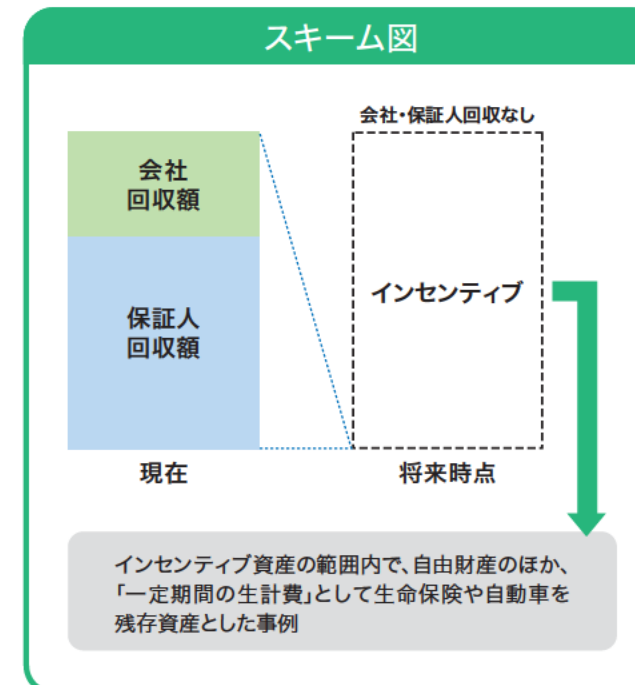 スキーム図
会社・保証人回収なし
会社
回収額
保証人
回収額
インセンティブ
現在
将来時点
インセンティブ資産の範囲内で、自由財産のほか、
「一定期間の生計費」として生命保険や自動車を
残存資産とした事例